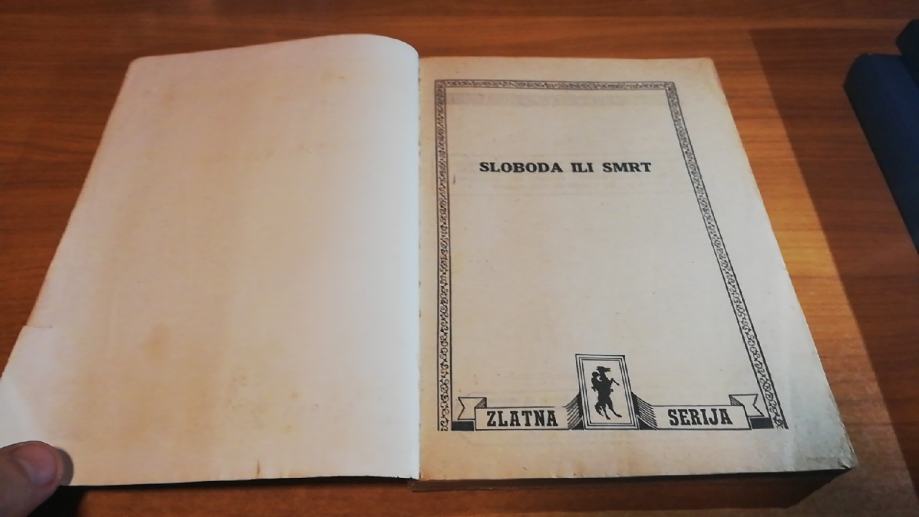 SLOBODA ILI SMRT
ZLATNA SERIJA